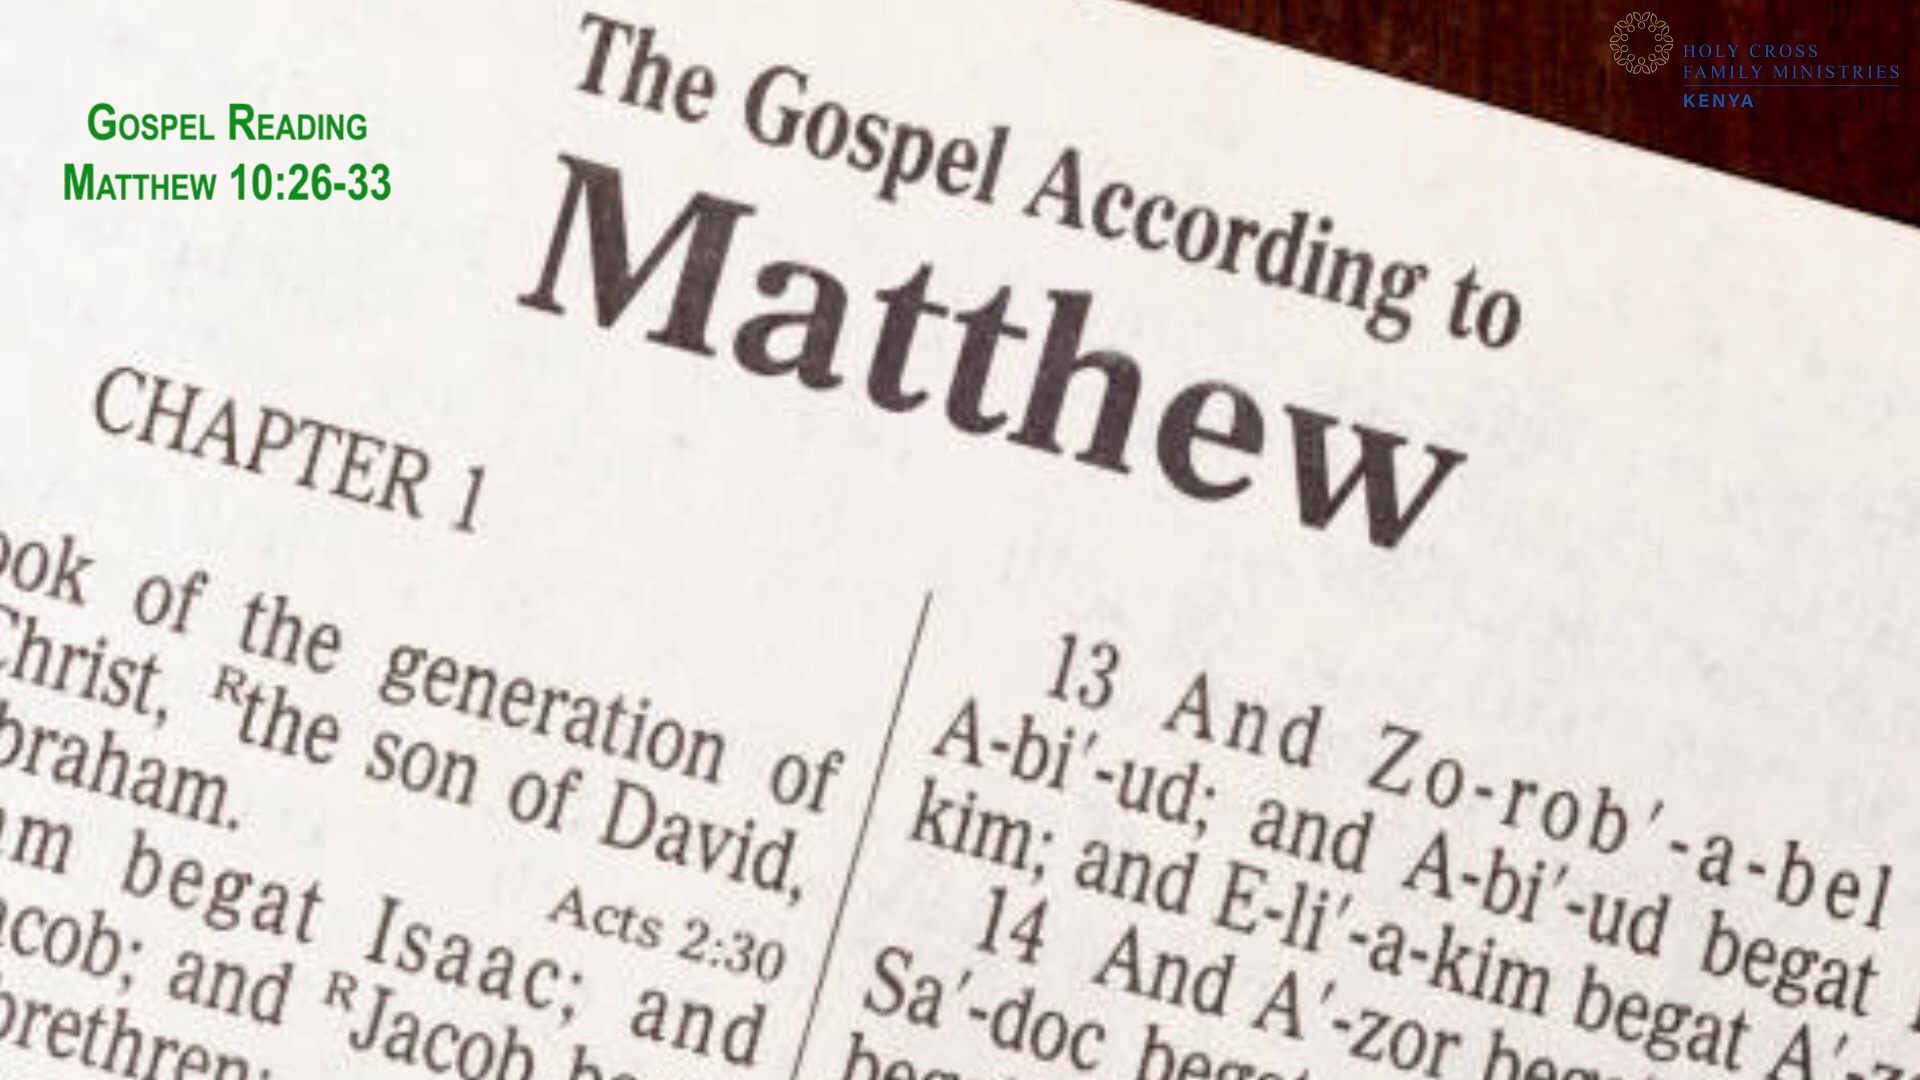 GOSPEL READING
MATTHEW 10:26-33
HOLY CROSS
FAMILY MINISTRIES
KENYA
The Gospel According to
Matthew
CHAPTER 1
of the generation of
Christ, ᴿthe son of David,
begat Isaac; and
Acts 2:30
and ᴿJacob
brethren;
13 And Zo-rob′-a-bel
A-bi′-ud; and A-bi′-ud begat
kim; and E-li′-a-kim begat
14 And A′-zor
Sa′-doc